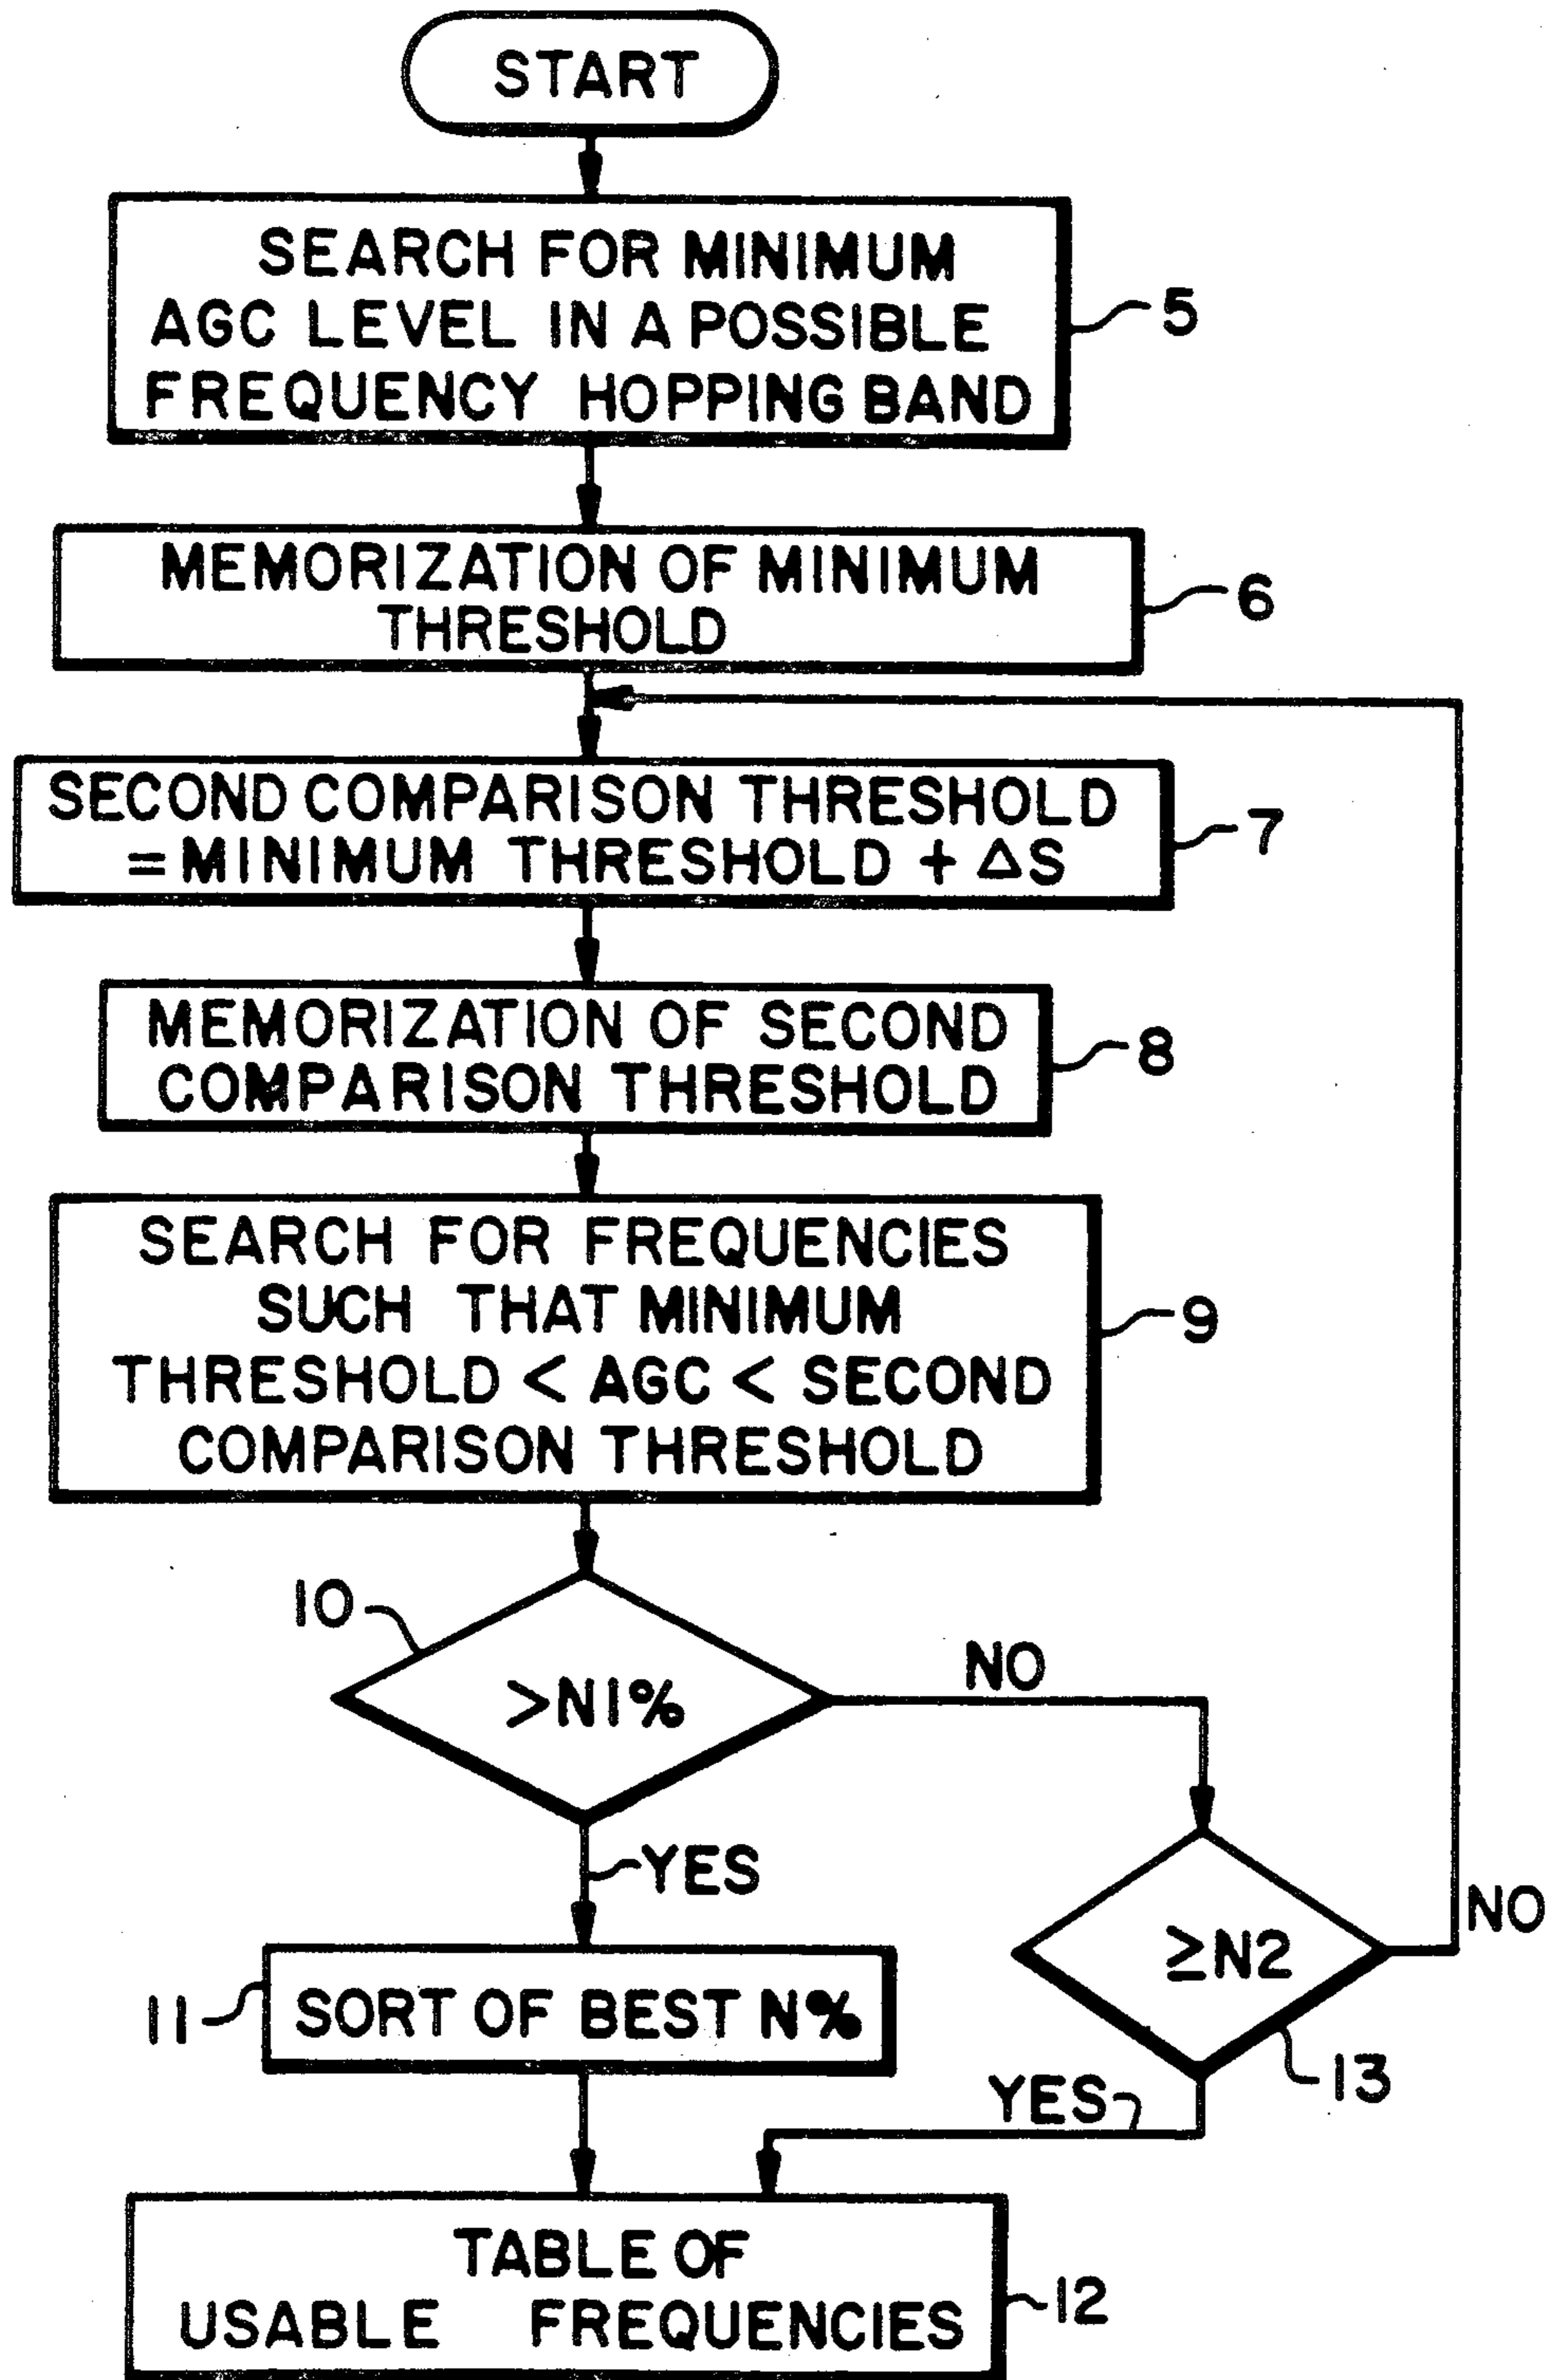 START
SEARCH FOR MINIMUM
AGC LEVEL IN A POSSIBLE
FREQUENCY HOPPING BAND
5
MEMORIZATION OF MINIMUM
THRESHOLD
6
SECOND COMPARISON THRESHOLD
= MINIMUM THRESHOLD + ΔS
7
MEMORIZATION OF SECOND
COMPARISON THRESHOLD
8
SEARCH FOR FREQUENCIES
SUCH THAT MINIMUM
THRESHOLD < AGC < SECOND
COMPARISON THRESHOLD
9
10
>N1%
NO
YES
≥N2
NO
13
YES
11
SORT OF BEST N%
TABLE OF
USABLE FREQUENCIES
12